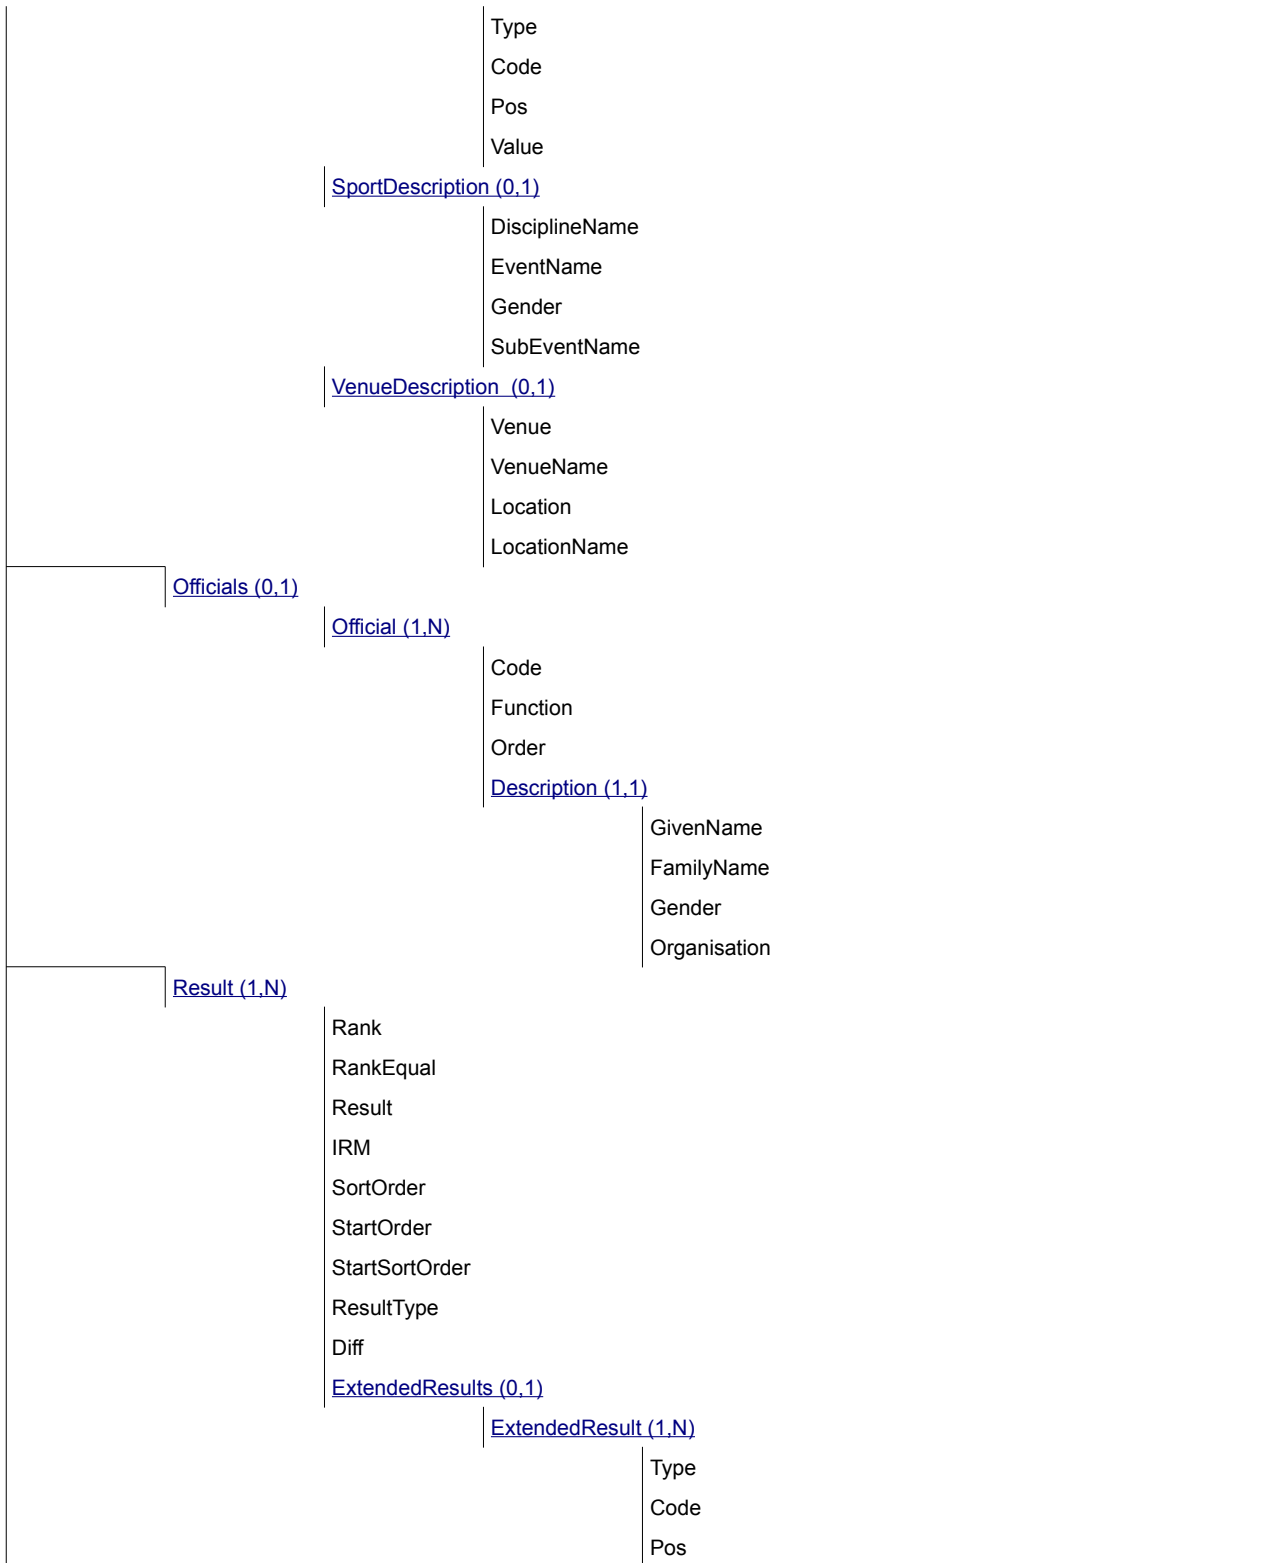 Type
Code
Pos
Value
SportDescription (0,1)
DisciplineName
EventName
Gender
SubEventName
VenueDescription  (0,1)
Venue
VenueName
Location
LocationName
Officials (0,1)
Official (1,N)
Code
Function
Order
Description (1,1)
GivenName
FamilyName
Gender
Organisation
Result (1,N)
Rank
RankEqual
Result
IRM
SortOrder
StartOrder
StartSortOrder
ResultType
Diff
ExtendedResults (0,1)
ExtendedResult (1,N)
Type
Code
Pos